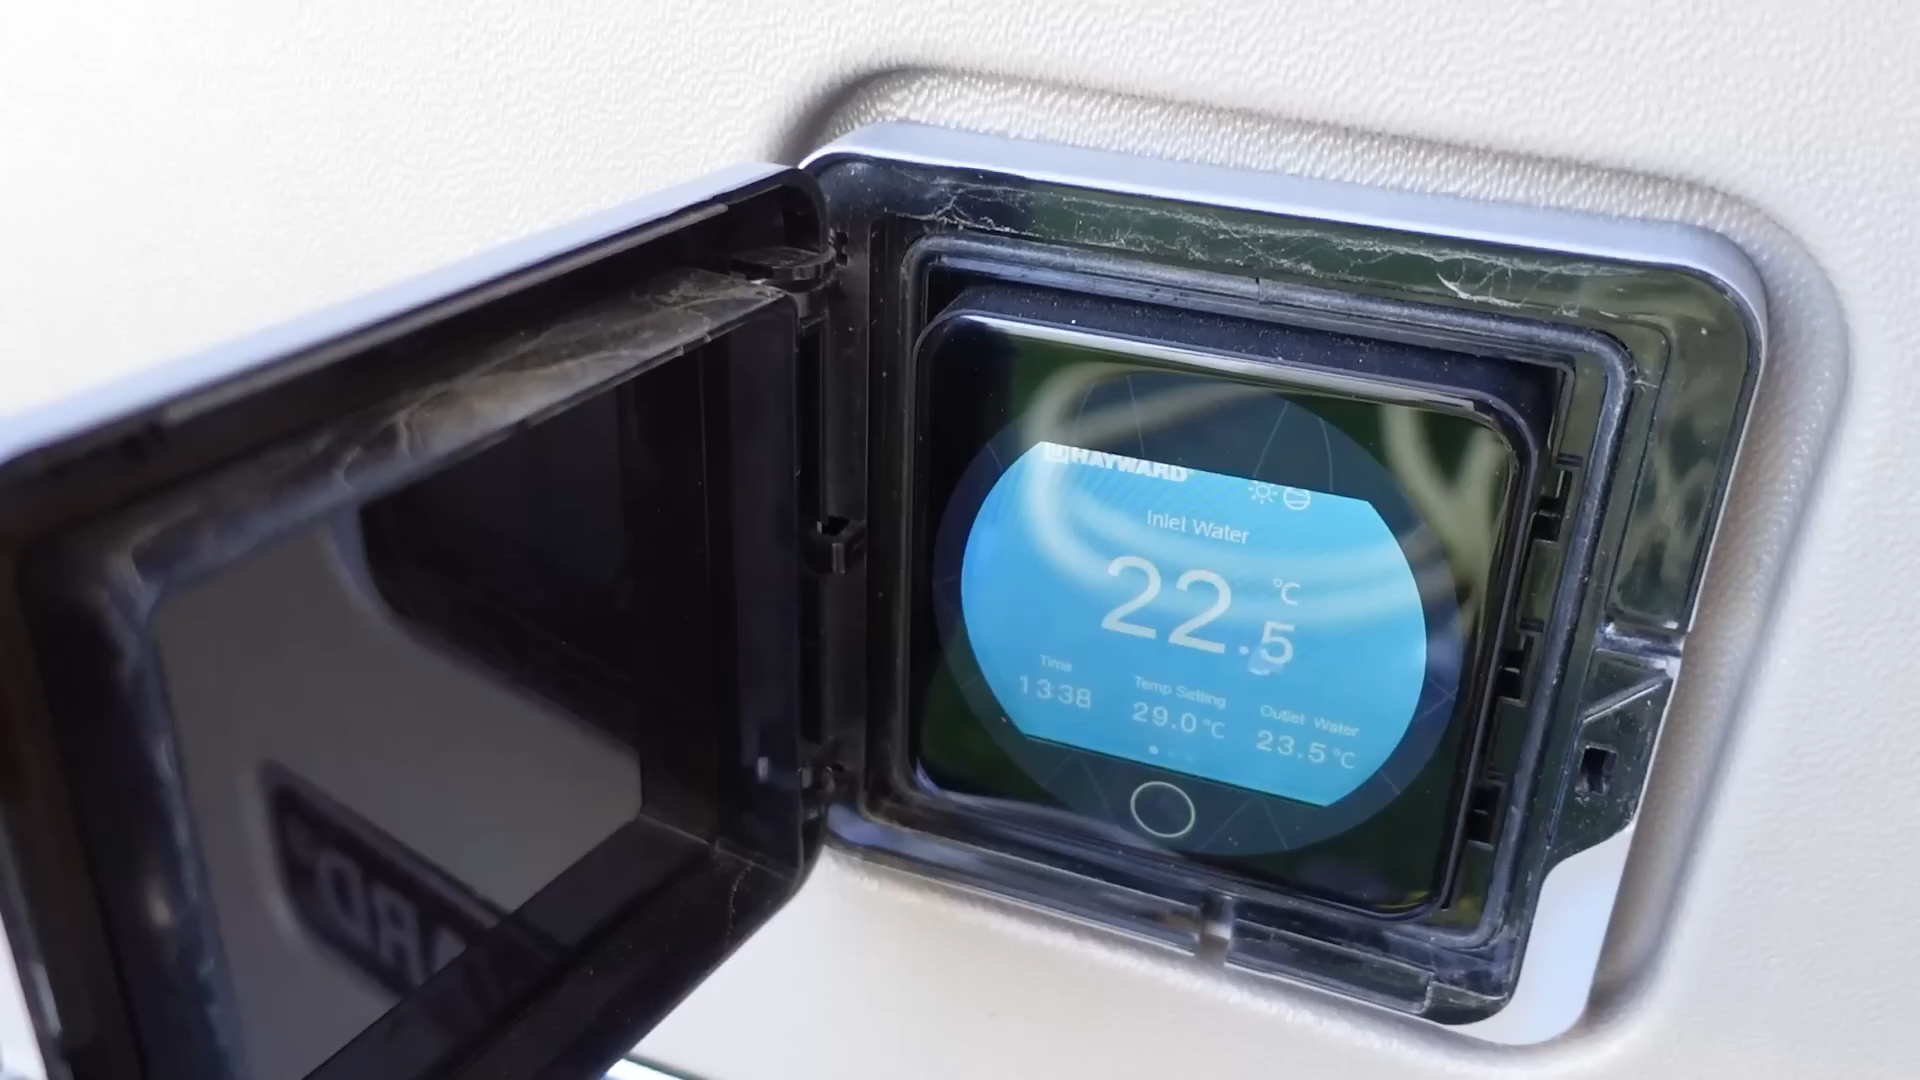 HAYWARD
Inlet Water
22.5 °C
Time
13:38
Temp Setting
29.0 °C
Outlet Water
23.5 °C